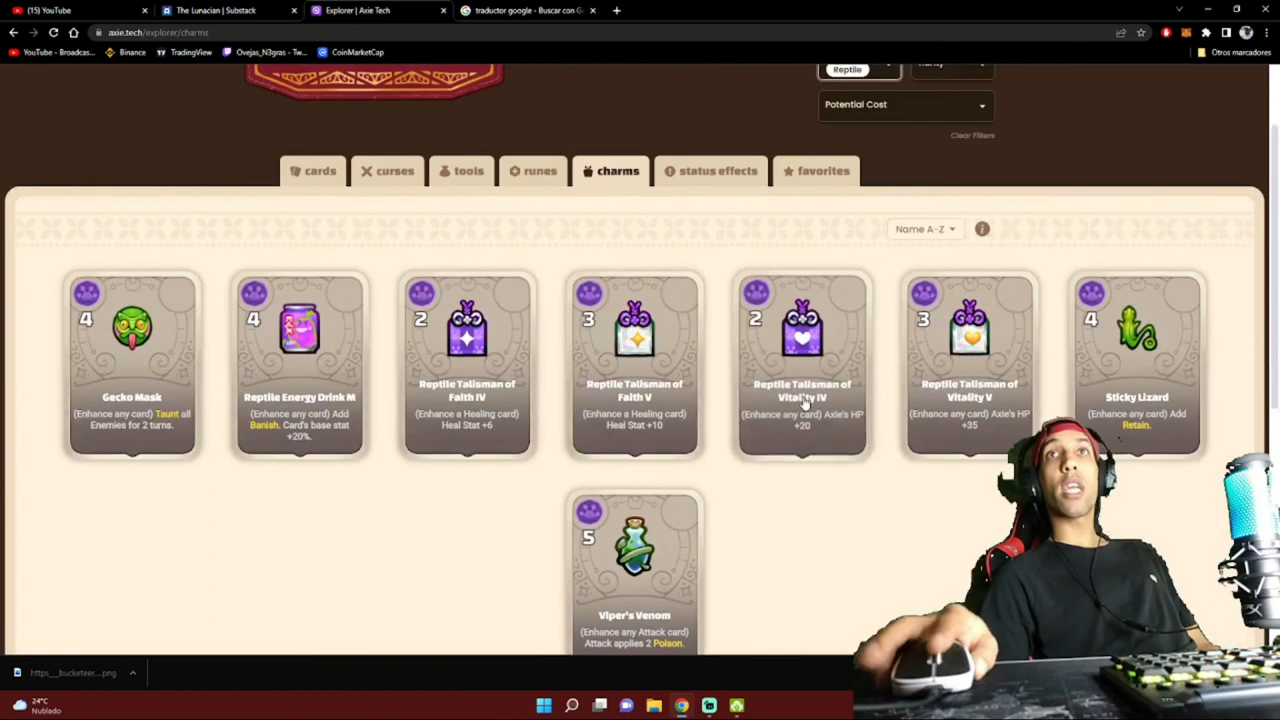 (15) YouTube
The Lunacian | Substack
Explorer | Axie Tech
traductor google - Buscar con G
axie.tech/explorer/charms
YouTube - Broadcas...
Binance
TradingView
Ovejas_N3gras - Tw...
CoinMarketCap
Otros marcadores
Reptile
Potential Cost
Clear Filters
cards
curses
tools
runes
charms
status effects
favorites
Name A-Z
4
Gecko Mask
(Enhance any card) Taunt all
Enemies for 2 turns.
4
Reptile Energy Drink M
(Enhance any card) Add
Banish. Card's base stat
+20%.
2
Reptile Talisman of
Faith IV
(Enhance a Healing card)
Heal Stat +6
3
Reptile Talisman of
Faith V
(Enhance a Healing card)
Heal Stat +10
2
Reptile Talisman of
Vitality IV
(Enhance any card) Axie's HP
+20
3
Reptile Talisman of
Vitality V
(Enhance any card) Axie's HP
+35
4
Sticky Lizard
(Enhance any card) Add
Retain.
5
Viper's Venom
(Enhance any Attack card)
Attack applies 2 Poison.
https__bucketeer....png
24°C
Nublado